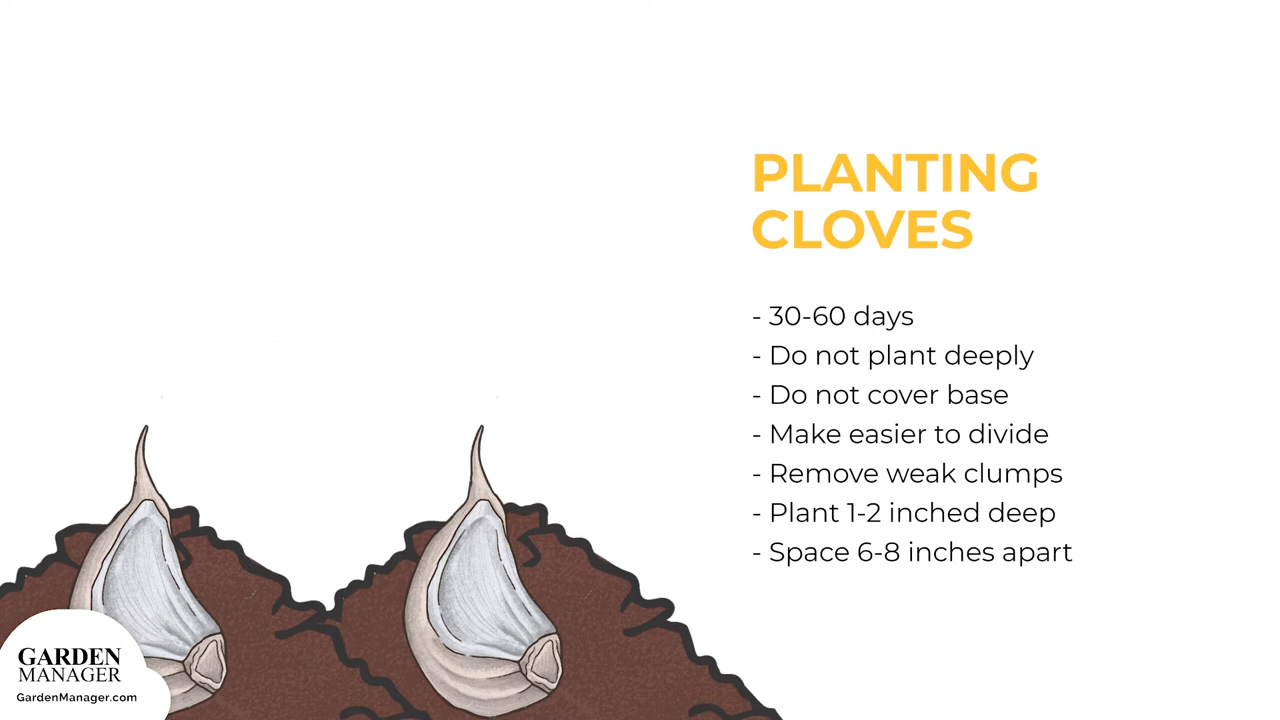 PLANTING
CLOVES
- 30-60 days
- Do not plant deeply
- Do not cover base
- Make easier to divide
- Remove weak clumps
- Plant 1-2 inched deep
- Space 6-8 inches apart
GARDEN
MANAGER
GardenManager.com